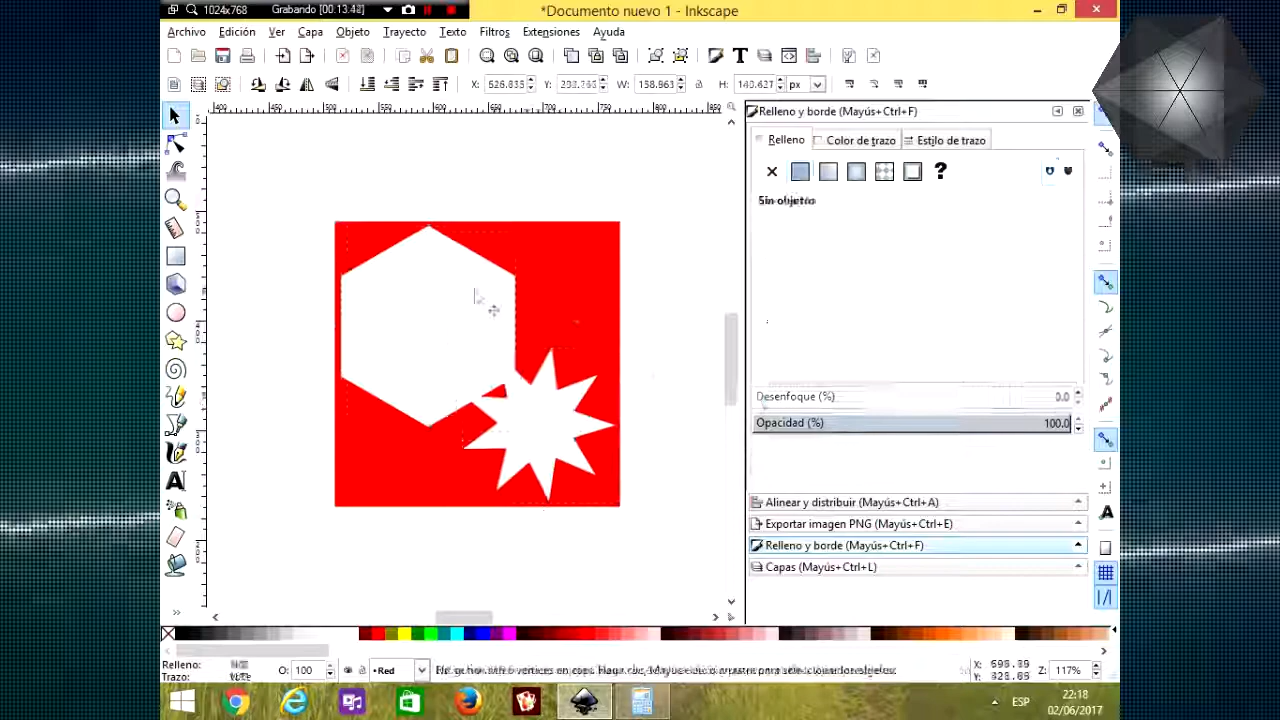 1024x768 Grabando [00.13.48] *Documento nuevo 1 - Inkscape
Archivo Edición Ver Capa Objeto Trayecto Texto Filtros Extensiones Ayuda
X: Y: W: 158.963 H: 140.627 px
Relleno y borde (Mayús+Ctrl+F)
Relleno Color de trazo Estilo de trazo
Sin objetos
Desenfoque (%) 0.0
Opacidad (%) 100.0
Alinear y distribuir (Mayús+Ctrl+A)
Exportar imagen PNG (Mayús+Ctrl+E)
Relleno y borde (Mayús+Ctrl+F)
Capas (Mayús+Ctrl+L)
Relleno: O: 100 •Red X: Z: 117%
Trazo: Y:
22:18
ESP
02/06/2017